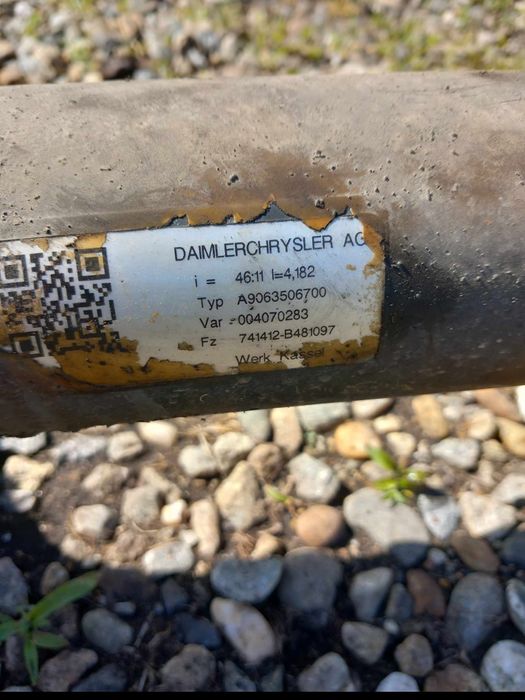 DAIMLERCHRYSLER AG
i = 46:11 I=4,182
Typ A9063506700
Var 004070283
Fz 741412-B481097
Werk Kassel